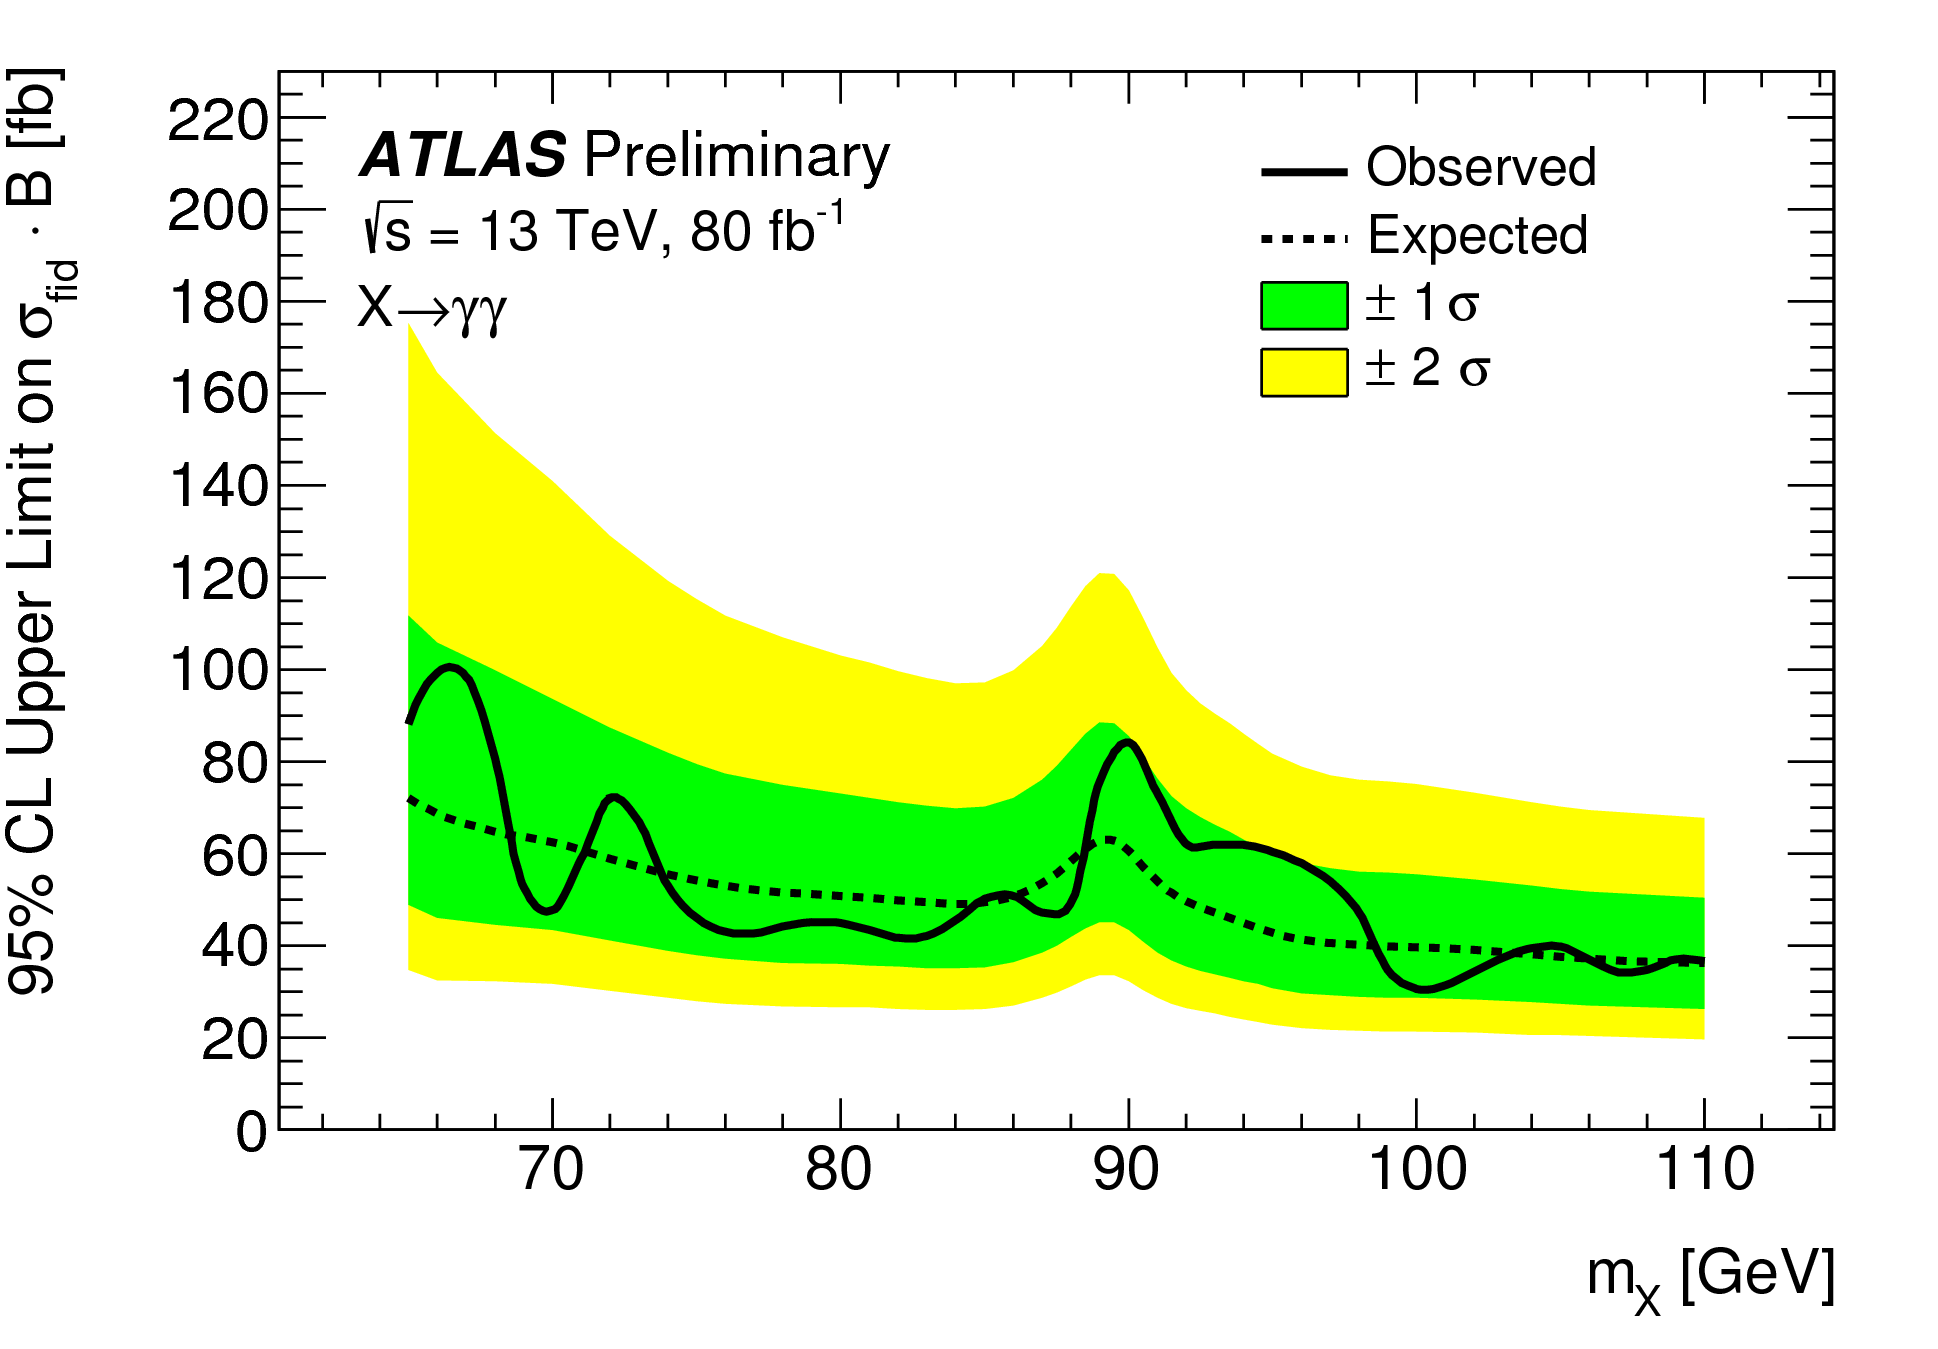 95% CL Upper Limit on σfid · B [fb]
220
200
180
160
140
120
100
80
60
40
20
0
ATLAS Preliminary
√s = 13 TeV, 80 fb-1
X→γγ
Observed
Expected
± 1 σ
± 2 σ
70 80 90 100 110
mX [GeV]